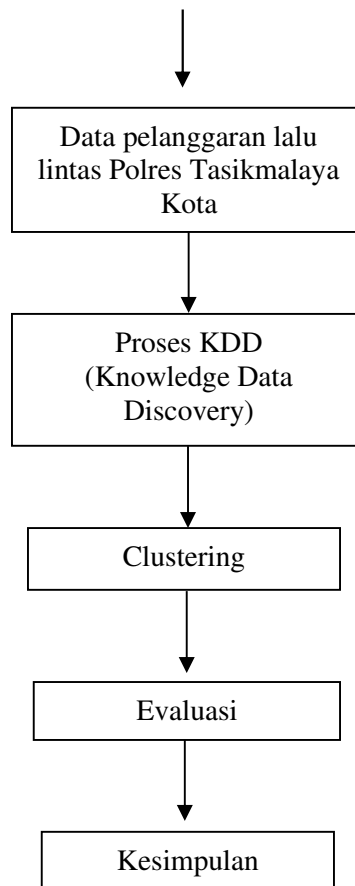 Data pelanggaran lalu
lintas Polres Tasikmalaya
Kota
Proses KDD
(Knowledge Data
Discovery)
Clustering
Evaluasi
Kesimpulan